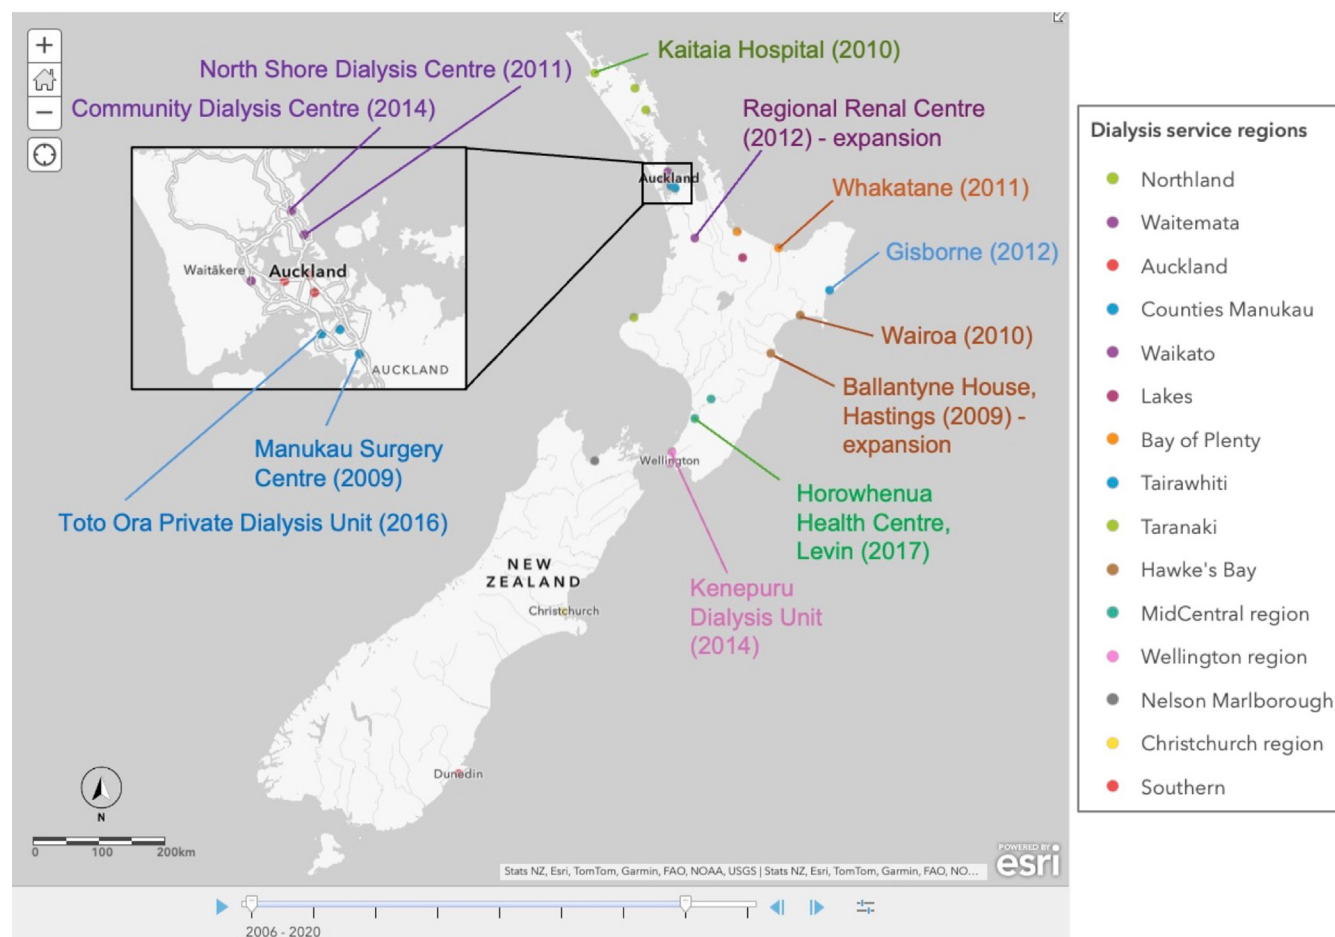 +
Kaitaia Hospital (2010)
North Shore Dialysis Centre (2011)
Community Dialysis Centre (2014)
−
Regional Renal Centre
(2012) - expansion
Auckland
Whakatane (2011)
Gisborne (2012)
Waitākere
Auckland
AUCKLAND
Wairoa (2010)
Ballantyne House,
Hastings (2009) -
expansion
Manukau Surgery
Centre (2009)
Toto Ora Private Dialysis Unit (2016)
Wellington
Horowhenua
Health Centre,
Levin (2017)
NEW
ZEALAND
Kenepuru
Dialysis Unit
(2014)
Christchurch
Dunedin
N
0 100 200km
Stats NZ, Esri, TomTom, Garmin, FAO, NOAA, USGS | Stats NZ, Esri, TomTom, Garmin, FAO, NO...
POWERED BY
esri
2006 - 2020
Dialysis service regions
Northland
Waitemata
Auckland
Counties Manukau
Waikato
Lakes
Bay of Plenty
Tairawhiti
Taranaki
Hawke's Bay
MidCentral region
Wellington region
Nelson Marlborough
Christchurch region
Southern